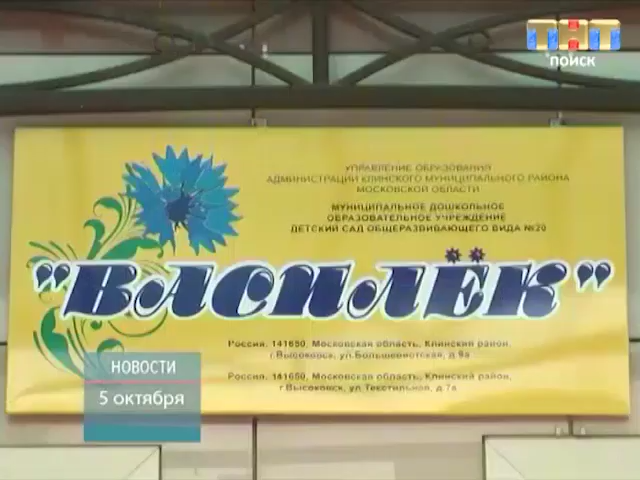 ТНТ
ПОИСК
УПРАВЛЕНИЕ ОБРАЗОВАНИЯ
АДМИНИСТРАЦИИ КЛИНСКОГО МУНИЦИПАЛЬНОГО РАЙОНА
МОСКОВСКОЙ ОБЛАСТИ
МУНИЦИПАЛЬНОЕ ДОШКОЛЬНОЕ
ОБРАЗОВАТЕЛЬНОЕ УЧРЕЖДЕНИЕ
ДЕТСКИЙ САД ОБЩЕРАЗВИВАЮЩЕГО ВИДА №20
"ВАСИЛЁК"
Россия, 141650, Московская область, Клинский район,
г.Высоковск, ул.Большевистская, д.9а
Россия, 141650, Московская область, Клинский район,
г.Высоковск, ул.Текстильная, д.7а
НОВОСТИ
5 октября